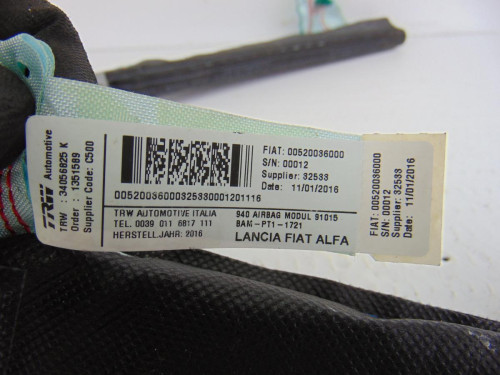 TRW Automotive
TRW : 34056825 K
Order : 1351589
Supplier Code: C500
FIAT: 00520036000
S/N: 00012
Supplier: 32533
Date: 11/01/2016
00520036000325330001201116
TRW AUTOMOTIVE ITALIA
TEL. 0039 011 6817 111
HERSTELLJAHR: 2016
940 AIRBAG MODUL 91015
BAM-PT1-1721
LANCIA FIAT ALFA
FIAT: 00520036000
S/N: 00012
Supplier: 32533
Date: 11/01/2016